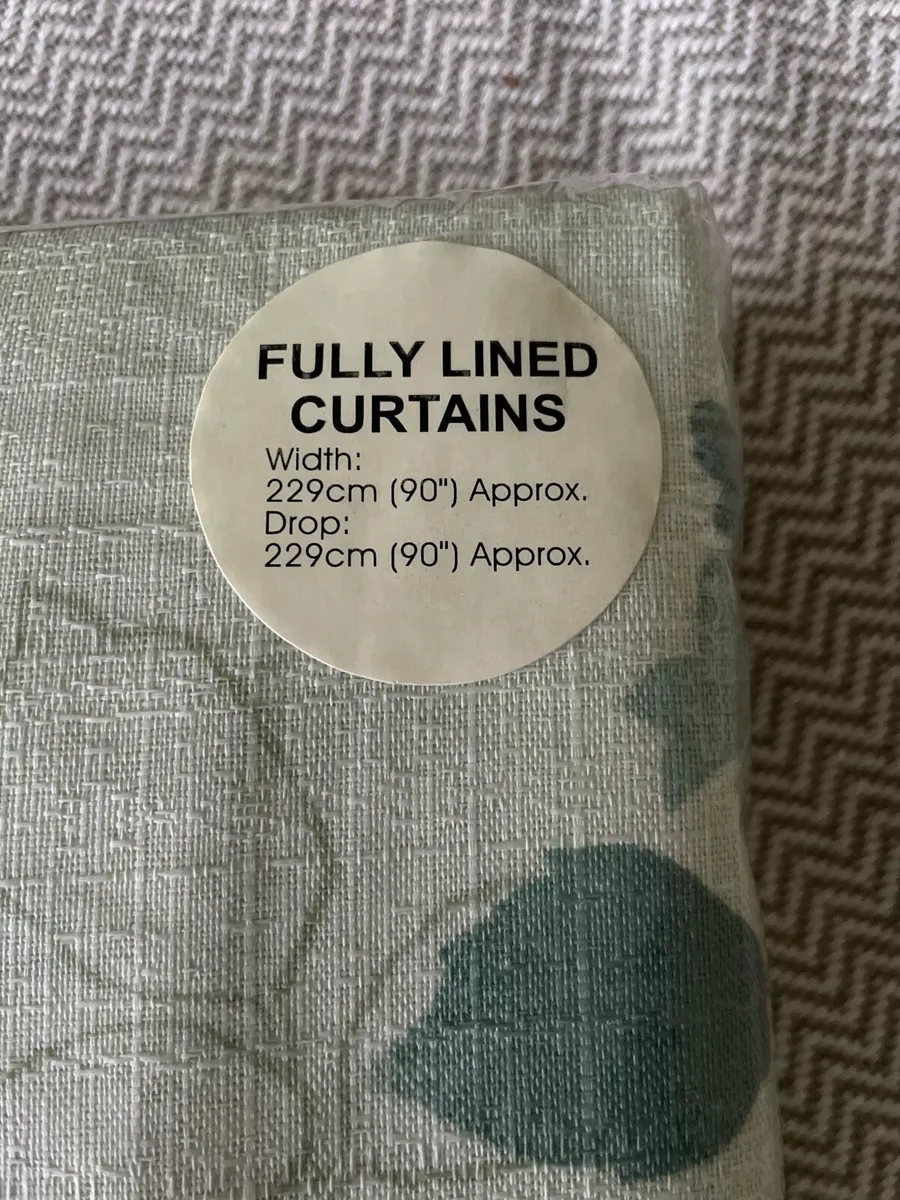 FULLY LINED
CURTAINS
Width:
229cm (90") Approx.
Drop:
229cm (90") Approx.